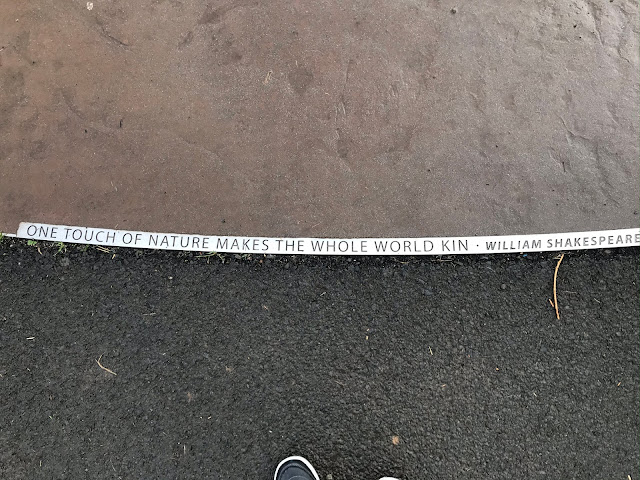 ONE TOUCH OF NATURE MAKES THE WHOLE WORLD KIN · WILLIAM SHAKESPEARE